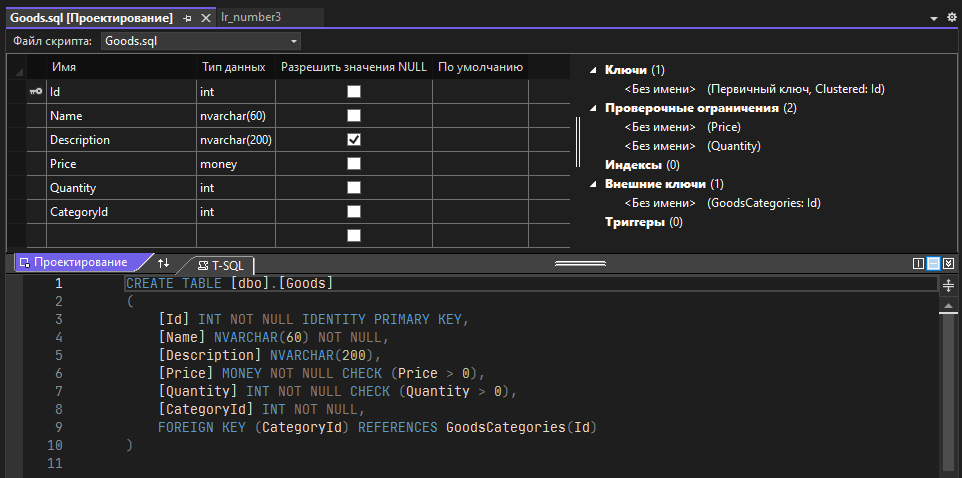 Goods.sql [Проектирование] lr_number3
Файл скрипта: Goods.sql
Имя Тип данных Разрешить значения NULL По умолчанию
Id int
Name nvarchar(60)
Description nvarchar(200)
Price money
Quantity int
CategoryId int
Ключи (1)
<Без имени> (Первичный ключ, Clustered: Id)
Проверочные ограничения (2)
<Без имени> (Price)
<Без имени> (Quantity)
Индексы (0)
Внешние ключи (1)
<Без имени> (GoodsCategories: Id)
Триггеры (0)
Проектирование T-SQL
1 CREATE TABLE [dbo].[Goods]
2 (
3 [Id] INT NOT NULL IDENTITY PRIMARY KEY,
4 [Name] NVARCHAR(60) NOT NULL,
5 [Description] NVARCHAR(200),
6 [Price] MONEY NOT NULL CHECK (Price > 0),
7 [Quantity] INT NOT NULL CHECK (Quantity > 0),
8 [CategoryId] INT NOT NULL,
9 FOREIGN KEY (CategoryId) REFERENCES GoodsCategories(Id)
10 )
11